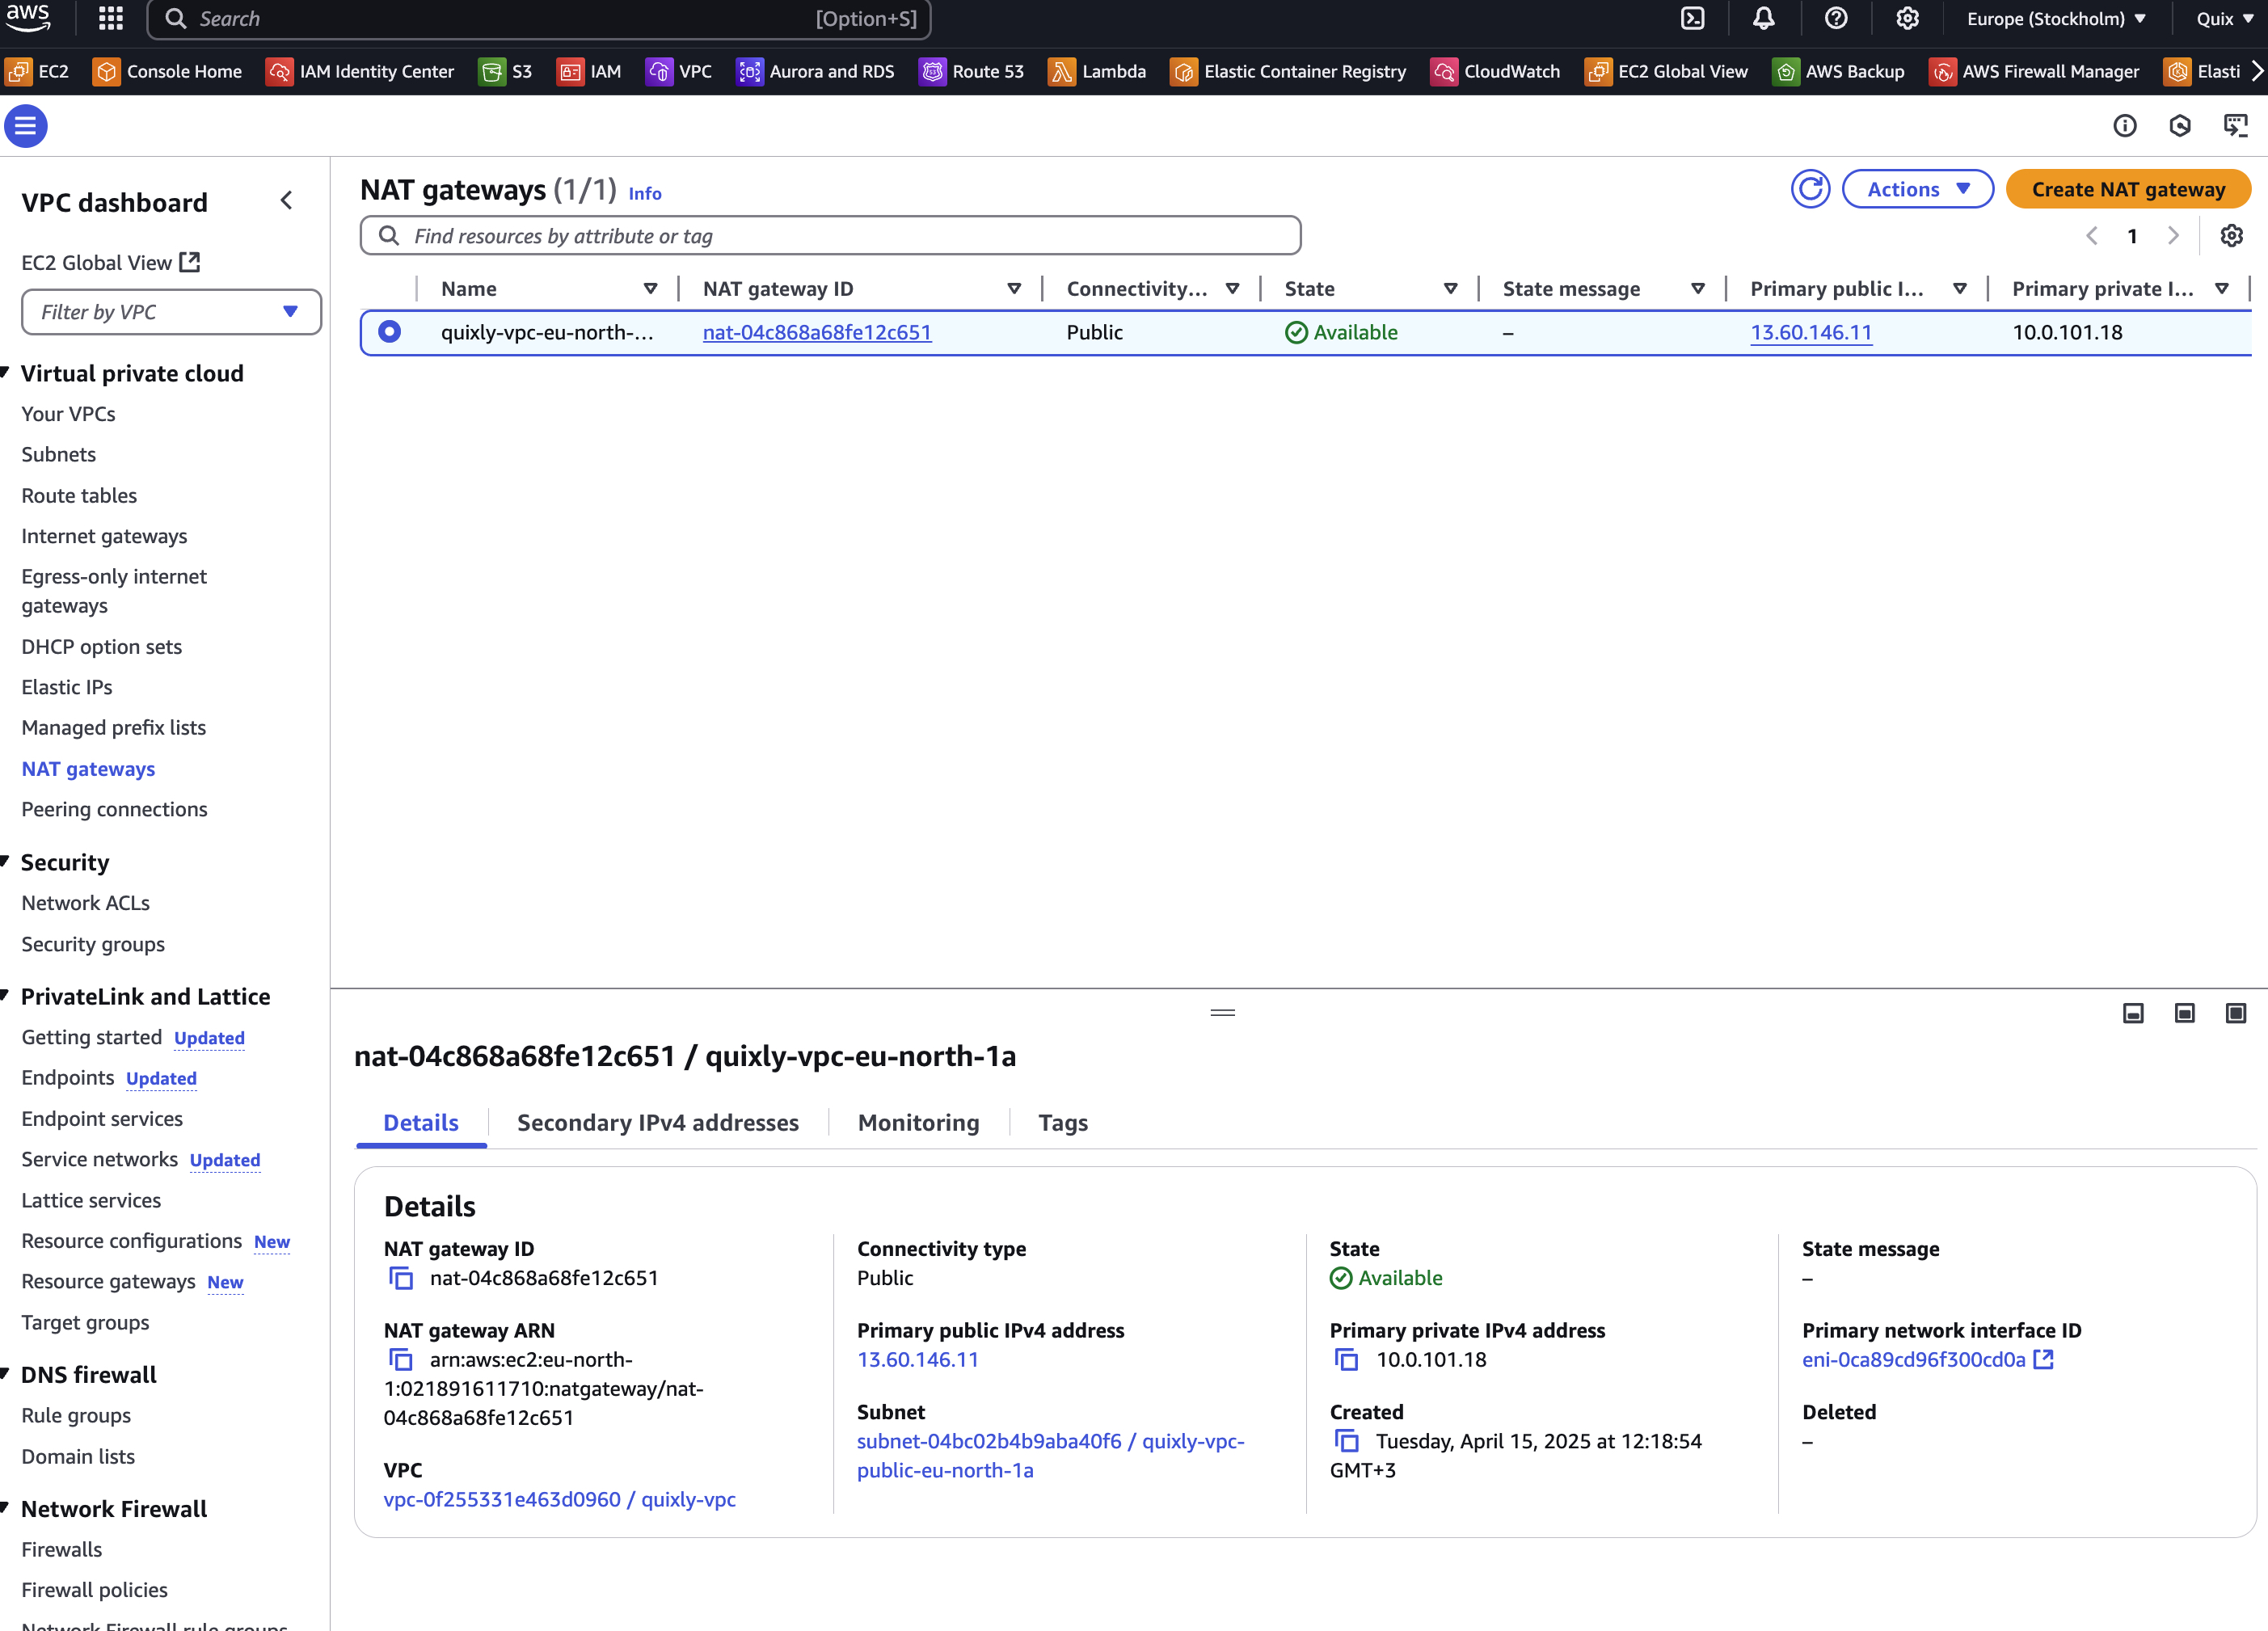 aws
Search
[Option+S]
Europe (Stockholm)
Quix
EC2
Console Home
IAM Identity Center
S3
IAM
VPC
Aurora and RDS
Route 53
Lambda
Elastic Container Registry
CloudWatch
EC2 Global View
AWS Backup
AWS Firewall Manager
Elasti
VPC dashboard
EC2 Global View
Filter by VPC
Virtual private cloud
Your VPCs
Subnets
Route tables
Internet gateways
Egress-only internet
gateways
DHCP option sets
Elastic IPs
Managed prefix lists
NAT gateways
Peering connections
Security
Network ACLs
Security groups
PrivateLink and Lattice
Getting started Updated
Endpoints Updated
Endpoint services
Service networks Updated
Lattice services
Resource configurations New
Resource gateways New
Target groups
DNS firewall
Rule groups
Domain lists
Network Firewall
Firewalls
Firewall policies
Network Firewall rule groups
NAT gateways (1/1) Info
Actions
Create NAT gateway
Find resources by attribute or tag
1
Name
NAT gateway ID
Connectivity...
State
State message
Primary public I...
Primary private I...
quixly-vpc-eu-north-...
nat-04c868a68fe12c651
Public
Available
–
13.60.146.11
10.0.101.18
nat-04c868a68fe12c651 / quixly-vpc-eu-north-1a
Details
Secondary IPv4 addresses
Monitoring
Tags
Details
NAT gateway ID
nat-04c868a68fe12c651
NAT gateway ARN
arn:aws:ec2:eu-north-
1:021891611710:natgateway/nat-
04c868a68fe12c651
VPC
vpc-0f255331e463d0960 / quixly-vpc
Connectivity type
Public
Primary public IPv4 address
13.60.146.11
Subnet
subnet-04bc02b4b9aba40f6 / quixly-vpc-
public-eu-north-1a
State
Available
Primary private IPv4 address
10.0.101.18
Created
Tuesday, April 15, 2025 at 12:18:54
GMT+3
State message
–
Primary network interface ID
eni-0ca89cd96f300cd0a
Deleted
–